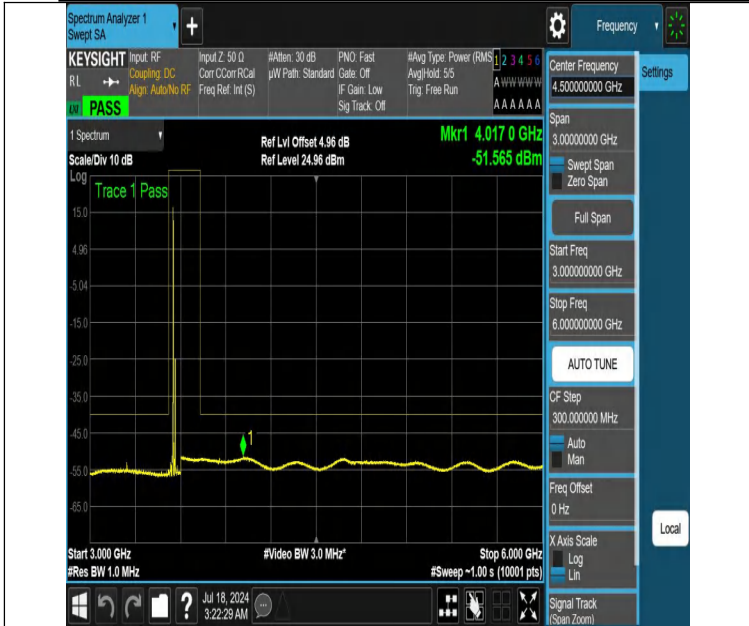 Spectrum Analyzer 1
Swept SA
Frequency
KEYSIGHT
RL
LXI
PASS
Input: RF
Coupling: DC
Align: Auto/No RF
Input Z: 50 Ω
Corr CCorr RCal
Freq Ref: Int (S)
#Atten: 30 dB
µW Path: Standard
PNO: Fast
Gate: Off
IF Gain: Low
Sig Track: Off
#Avg Type: Power (RMS
Avg|Hold: 5/5
Trig: Free Run
1 2 3 4 5 6
A W W W W W
A A A A A A
1 Spectrum
Scale/Div 10 dB
Ref Lvl Offset 4.96 dB
Ref Level 24.96 dBm
Mkr1 4.017 0 GHz
-51.565 dBm
Log
Trace 1 Pass
15.0
4.96
-5.04
-15.0
-25.0
-35.0
-45.0
-55.0
-65.0
1
Start 3.000 GHz
#Res BW 1.0 MHz
#Video BW 3.0 MHz*
Stop 6.000 GHz
#Sweep ~1.00 s (10001 pts)
Jul 18, 2024
3:22:29 AM
Center Frequency
4.500000000 GHz
Settings
Span
3.00000000 GHz
Swept Span
Zero Span
Full Span
Start Freq
3.000000000 GHz
Stop Freq
6.000000000 GHz
AUTO TUNE
CF Step
300.000000 MHz
Auto
Man
Freq Offset
0 Hz
X Axis Scale
Log
Lin
Local
Signal Track
(Span Zoom)